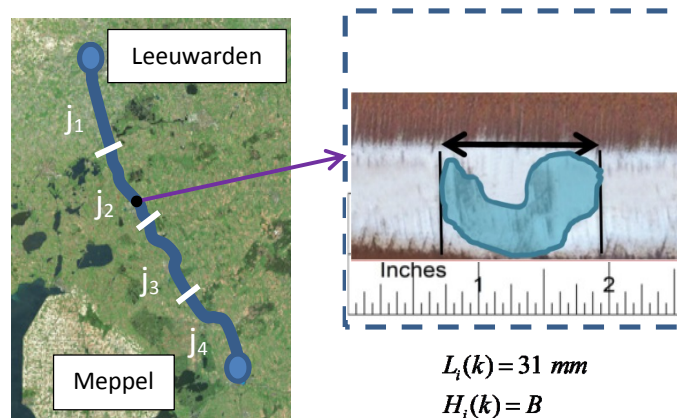 Leeuwarden
j₁
j₂
j₃
j₄
Meppel
Inches
1 2
Lᵢ(k) = 31 mm
Hᵢ(k) = B